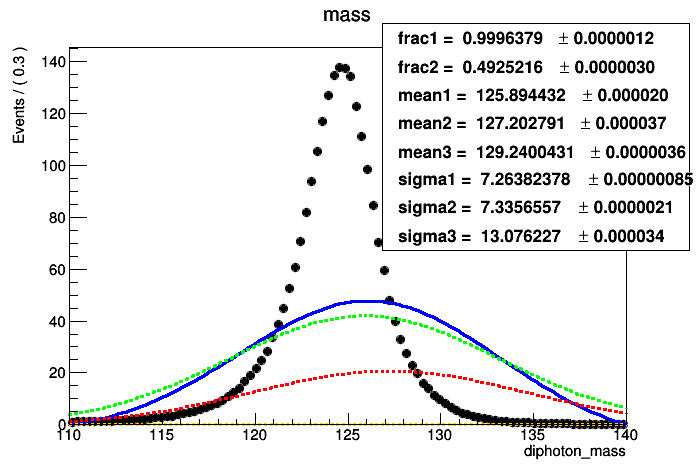 mass
frac1 = 0.9996379 ± 0.0000012
frac2 = 0.4925216 ± 0.0000030
mean1 = 125.894432 ± 0.000020
mean2 = 127.202791 ± 0.000037
mean3 = 129.2400431 ± 0.0000036
sigma1 = 7.26382378 ± 0.00000085
sigma2 = 7.3356557 ± 0.0000021
sigma3 = 13.076227 ± 0.000034
Events / ( 0.3 )
140
120
100
80
60
40
20
0
110 115 120 125 130 135 140
diphoton_mass